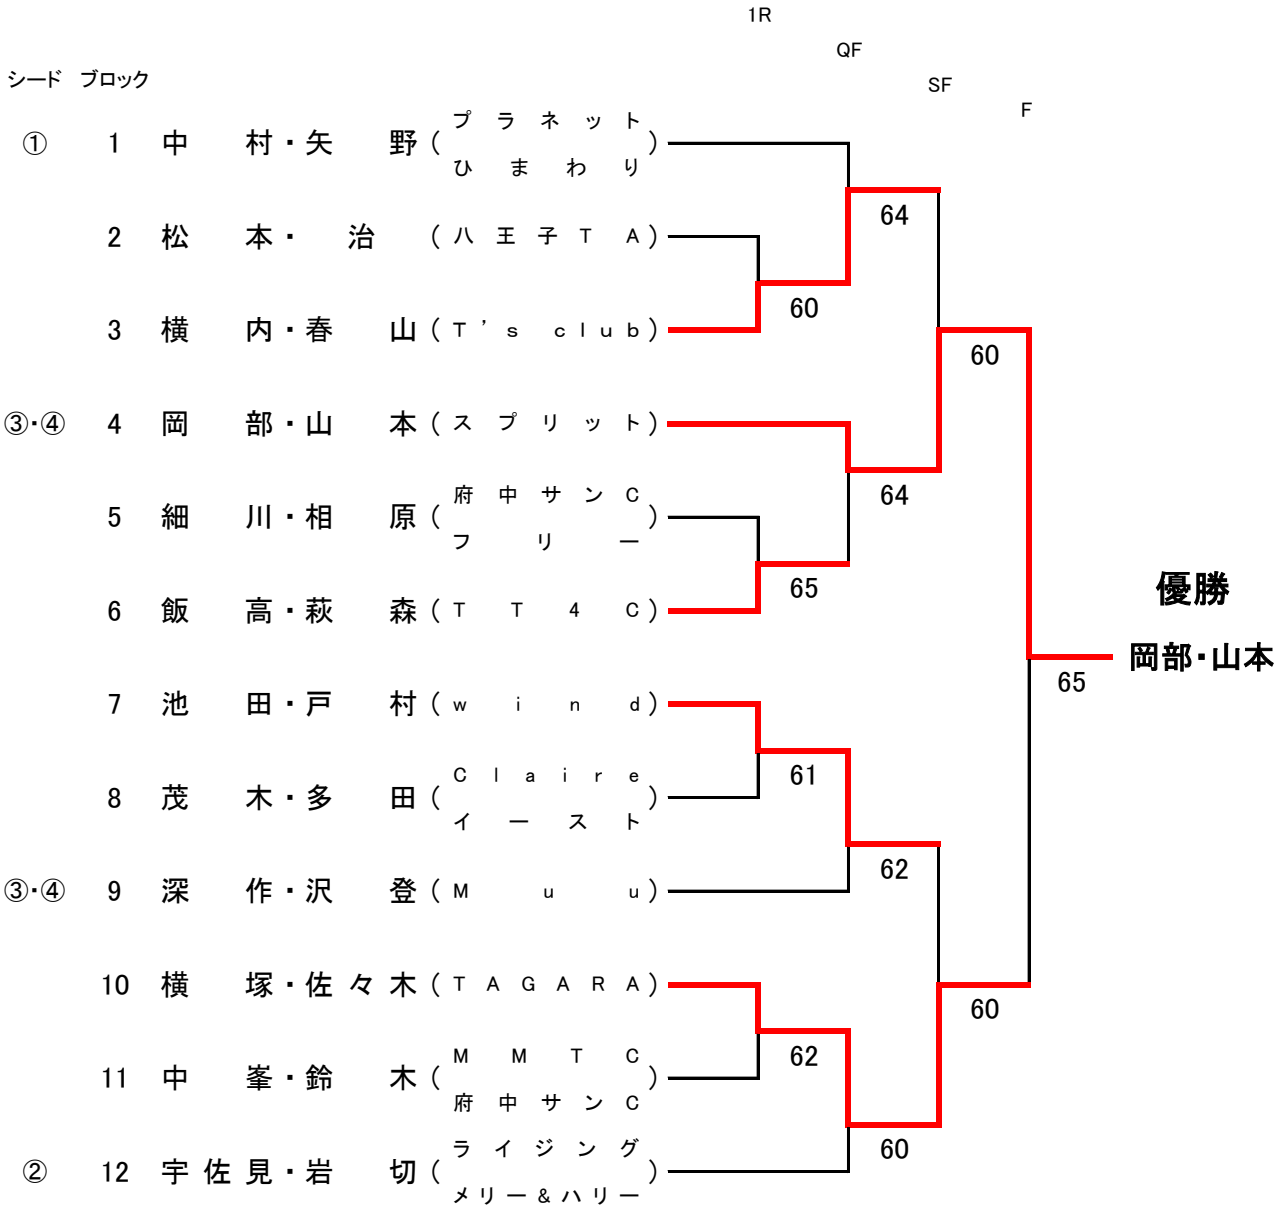 1R
QF
SF
F
シード ブロック
① 1 中村・矢野 (プラネット
ひまわり)
64
2 松本・治 (八王子TA)
60
3 横内・春山 (T's club)
60
③・④ 4 岡部・山本 (スプリット)
64
5 細川・相原 (府中サンC
フリー)
65
6 飯高・萩森 (TT4C)
優勝
岡部・山本
65
7 池田・戸村 (wind)
61
8 茂木・多田 (Claire
イースト)
62
③・④ 9 深作・沢登 (Muu)
10 横塚・佐々木 (TAGARA)
60
62
11 中峯・鈴木 (MMTC
府中サンC)
60
② 12 宇佐見・岩切 (ライジング
メリー&ハリー)